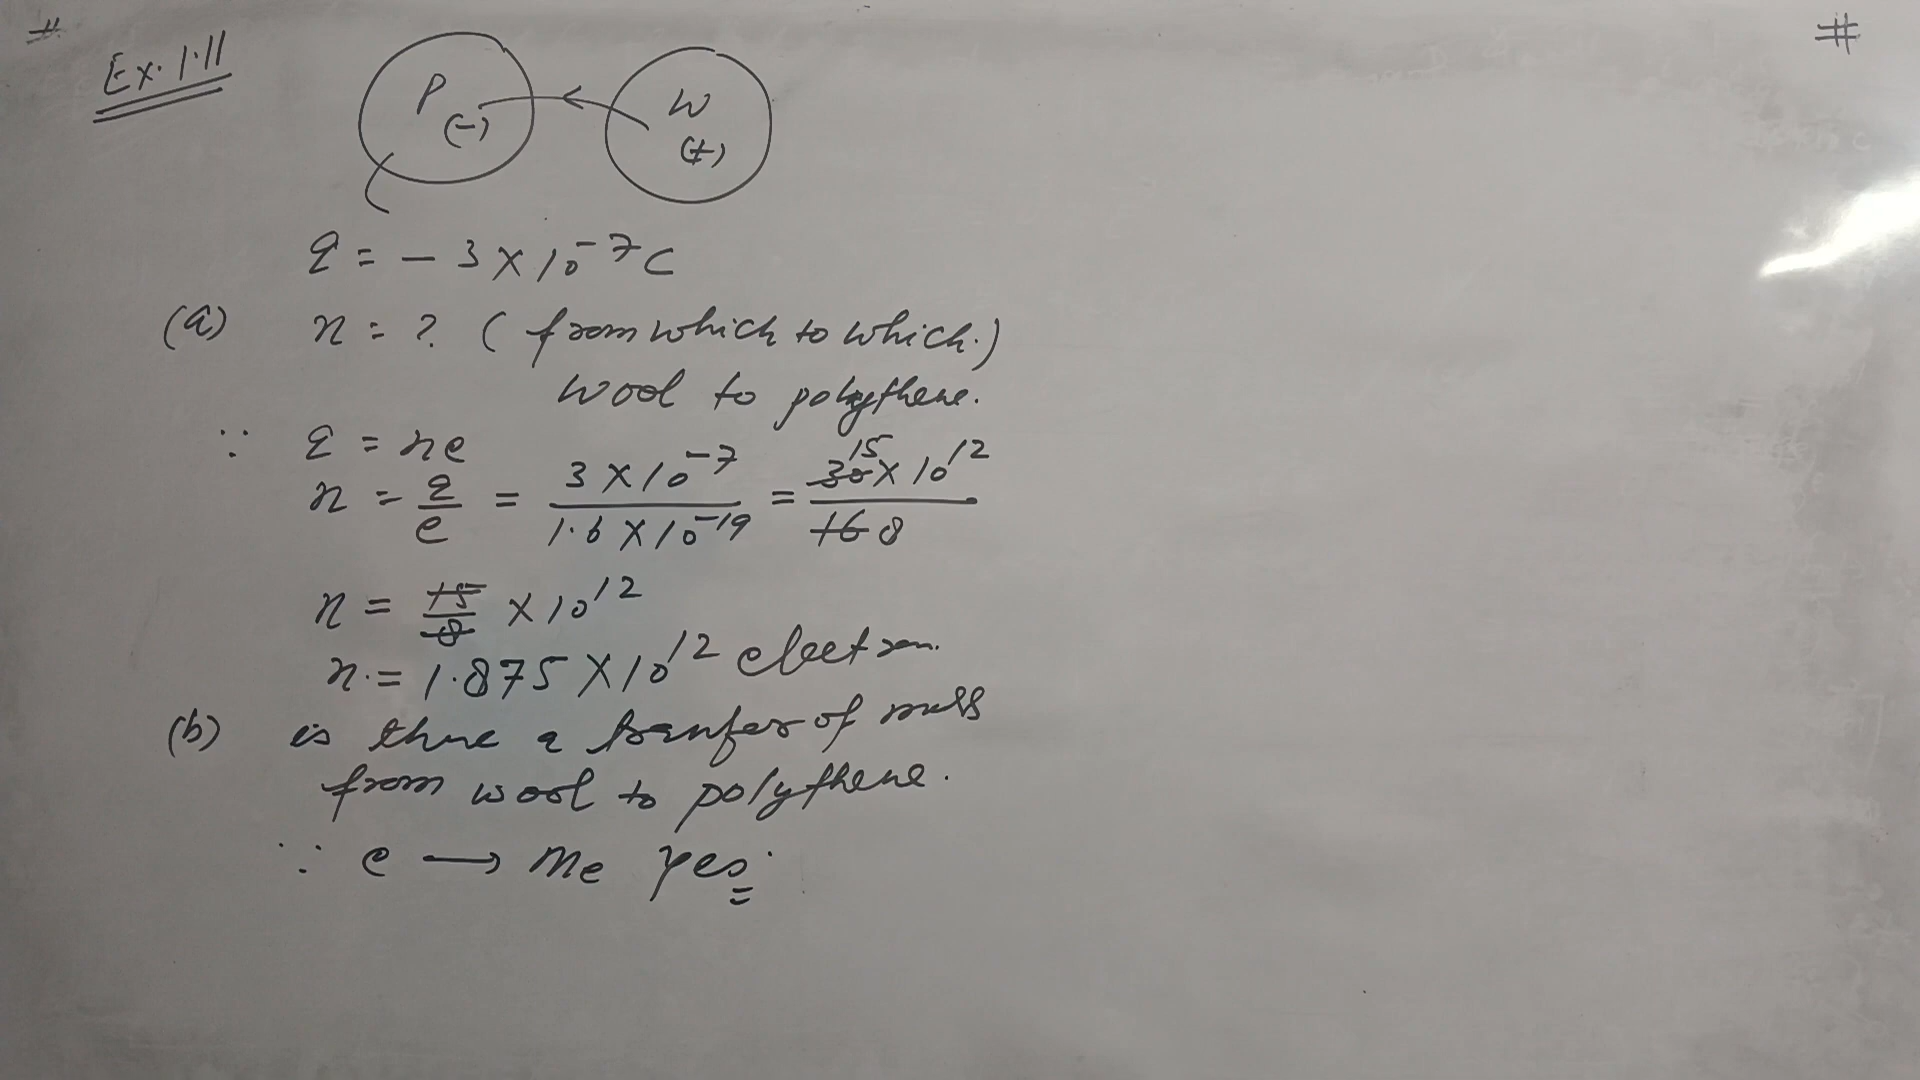 #
#
Ex. 1.11
P
(-)
W
(+)
q = - 3 × 10⁻⁷ C
(a) n = ? ( from which to which.)
Wool to polythene.
∵ q = ne
n = q/e = 3 × 10⁻⁷ / 1.6 × 10⁻¹⁹ = 30 15 × 10¹² / 16 8
n = 15/8 × 10¹²
n. = 1.875 × 10¹² electron.
(b) is there a transfer of mass
from wool to polythene.
∵ e → Me Yes.